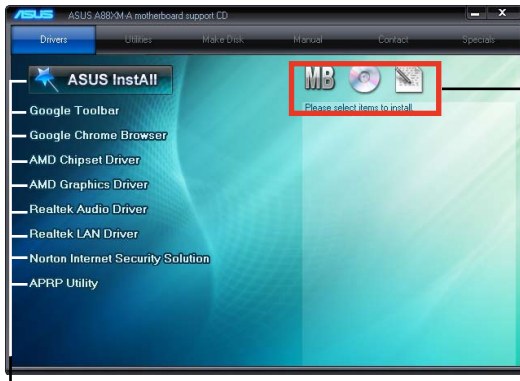 ASUS ASUS A88XM-A motherboard support CD
Drivers Utilities Make Disk Manual Contact Specials
ASUS InstAll
MB
Please select items to install.
Google Toolbar
Google Chrome Browser
AMD Chipset Driver
AMD Graphics Driver
Realtek Audio Driver
Realtek LAN Driver
Norton Internet Security Solution
APRP Utility